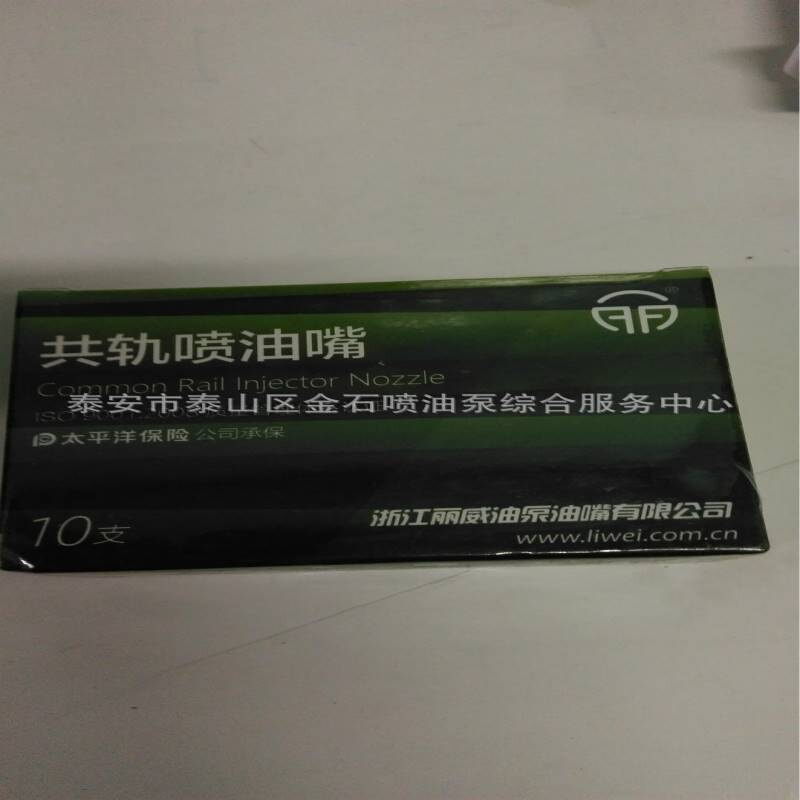 ®
共轨喷油嘴
Common Rail Injector Nozzle
泰安市泰山区金石喷油泵综合服务中心
ISO
太平洋保险 公司承保
10支
浙江丽威油泵油嘴有限公司
www.liwei.com.cn